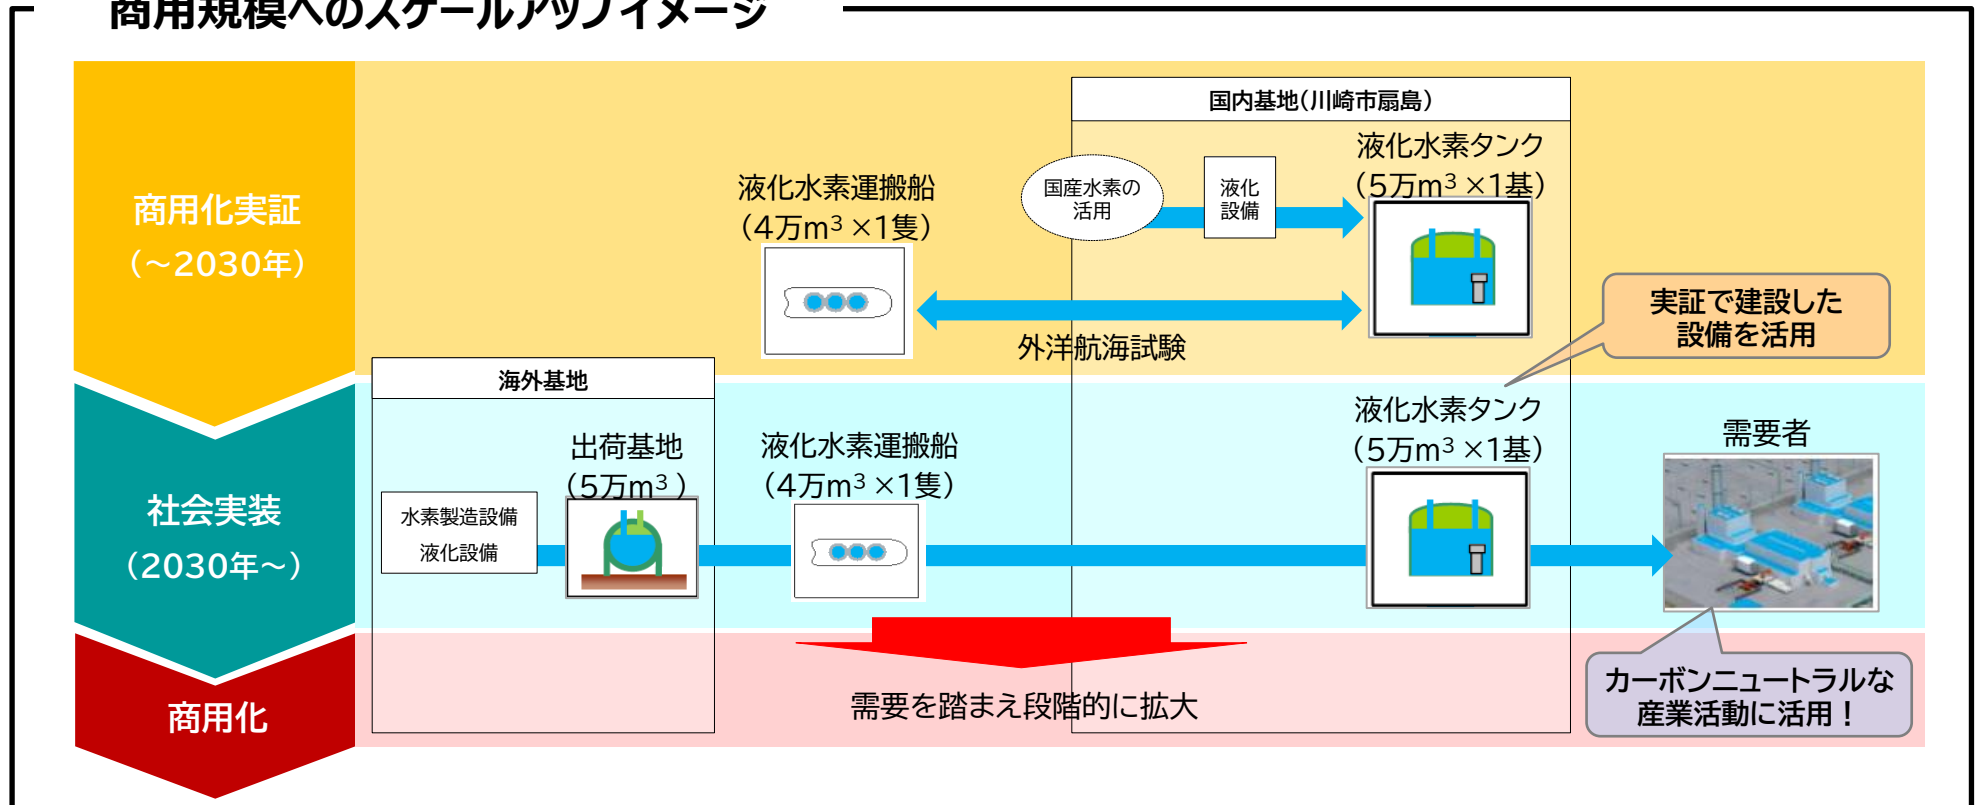 商用規模へのスケールアップイメージ
商用化実証
（～2030年）
国内基地（川崎市扇島）
液化水素運搬船
（4万m³×1隻）
国産水素の
活用
液化
設備
液化水素タンク
（5万m³×1基）
外洋航海試験
実証で建設した
設備を活用
社会実装
（2030年～）
海外基地
水素製造設備
液化設備
出荷基地
（5万m³）
液化水素運搬船
（4万m³×1隻）
液化水素タンク
（5万m³×1基）
需要者
カーボンニュートラルな
産業活動に活用！
商用化
需要を踏まえ段階的に拡大